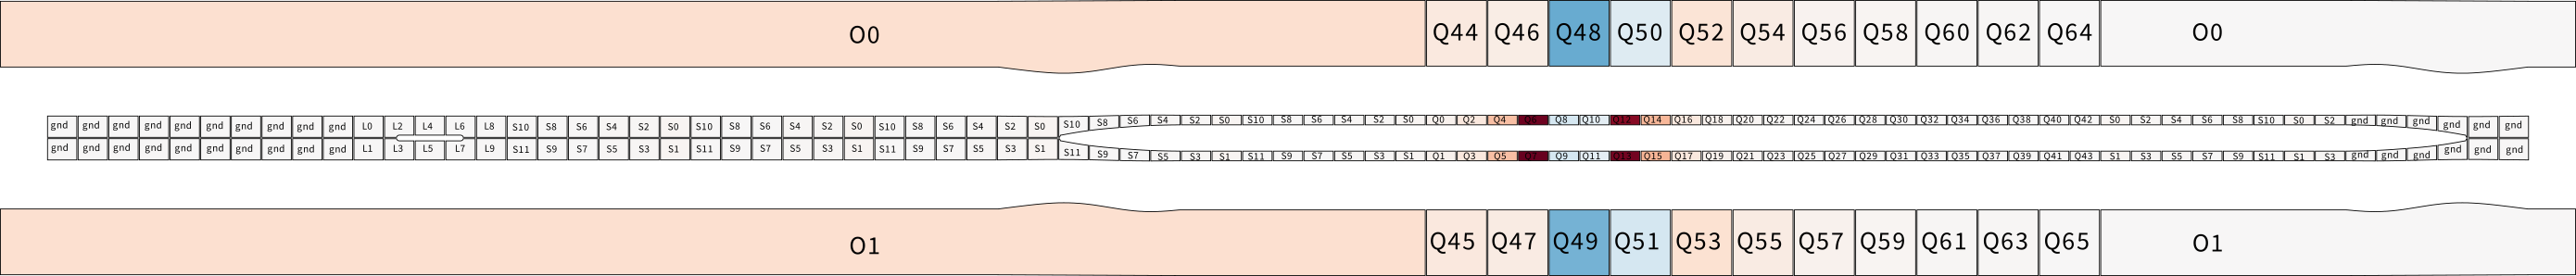 O0 Q44 Q46 Q48 Q50 Q52 Q54 Q56 Q58 Q60 Q62 Q64 O0
gnd gnd gnd gnd gnd gnd gnd gnd gnd gnd L0 L2 L4 L6 L8 S10 S8 S6 S4 S2 S0 S10 S8 S6 S4 S2 S0 S10 S8 S6 S4 S2 S0 S10 S8 S6 S4 S2 S0 S10 S8 S6 S4 S2 S0 Q0 Q2 Q4 Q6 Q8 Q10 Q12 Q14 Q16 Q18 Q20 Q22 Q24 Q26 Q28 Q30 Q32 Q34 Q36 Q38 Q40 Q42 S0 S2 S4 S6 S8 S10 S0 S2 gnd gnd gnd gnd gnd gnd
gnd gnd gnd gnd gnd gnd gnd gnd gnd gnd L1 L3 L5 L7 L9 S11 S9 S7 S5 S3 S1 S11 S9 S7 S5 S3 S1 S11 S9 S7 S5 S3 S1 S11 S9 S7 S5 S3 S1 S11 S9 S7 S5 S3 S1 Q1 Q3 Q5 Q7 Q9 Q11 Q13 Q15 Q17 Q19 Q21 Q23 Q25 Q27 Q29 Q31 Q33 Q35 Q37 Q39 Q41 Q43 S1 S3 S5 S7 S9 S11 S1 S3 gnd gnd gnd gnd gnd gnd
O1 Q45 Q47 Q49 Q51 Q53 Q55 Q57 Q59 Q61 Q63 Q65 O1